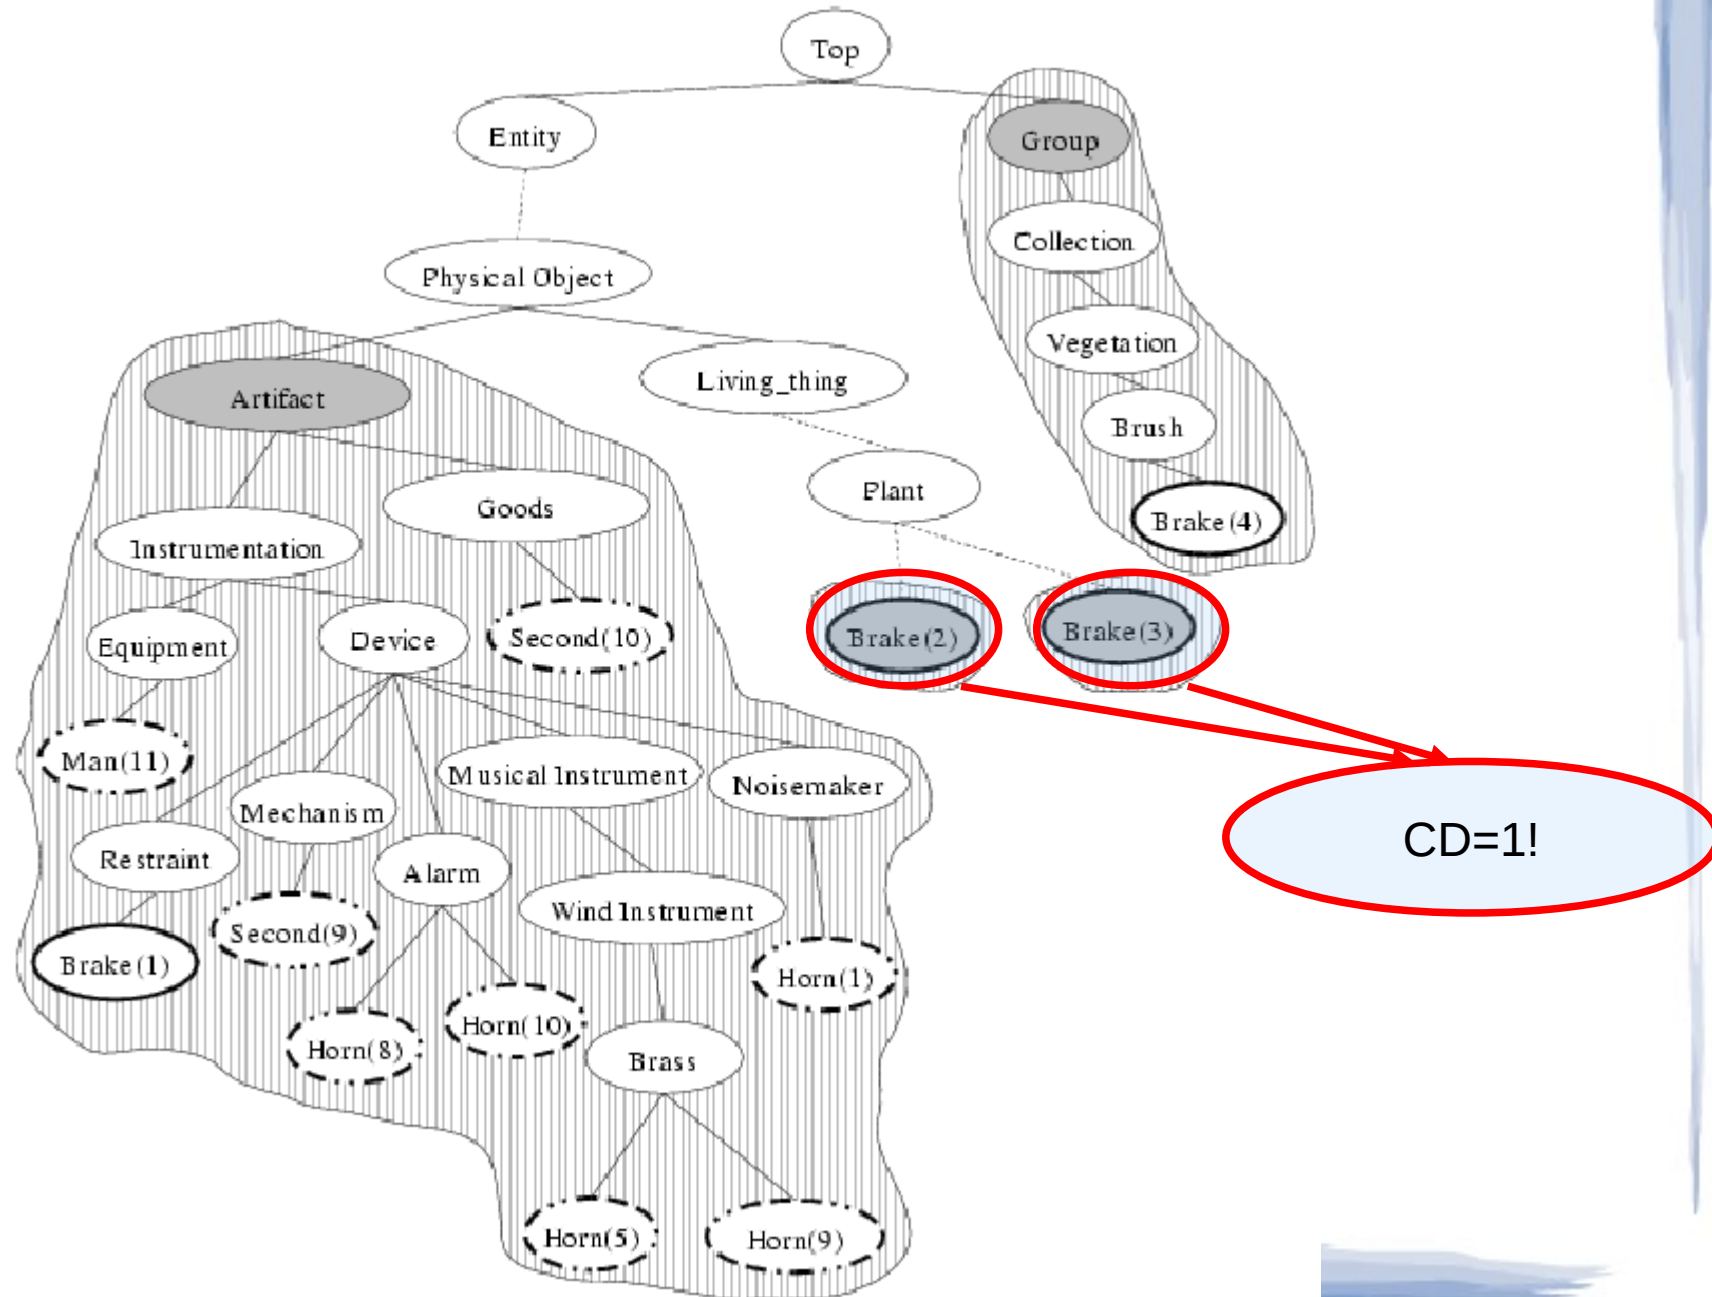 Top
Entity
Group
Collection
Physical Object
Vegetation
Living_thing
Artifact
Brush
Plant
Goods
Brake(4)
Instrumentation
Equipment
Device
Second(10)
Brake(2)
Brake(3)
Man(11)
Mechanism
Musical Instrument
Noisemaker
CD=1!
Restraint
Alarm
Wind Instrument
Second(9)
Brake(1)
Horn(1)
Horn(8)
Horn(10)
Brass
Horn(5)
Horn(9)